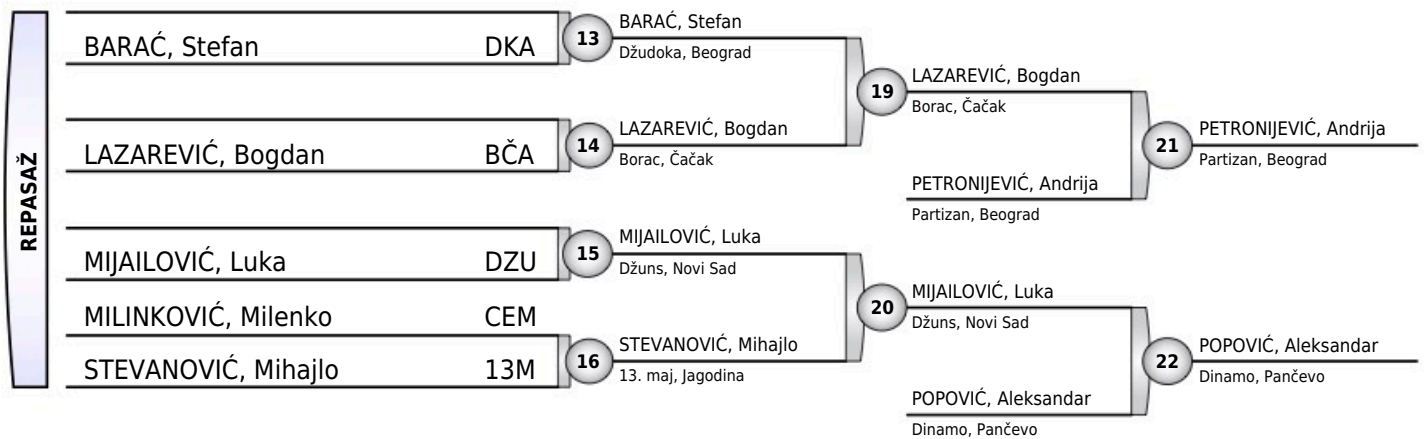 REPASAŽ
BARAĆ, Stefan DKA
LAZAREVIĆ, Bogdan BČA
MIJAILOVIĆ, Luka DZU
MILINKOVIĆ, Milenko CEM
STEVANOVIĆ, Mihajlo 13M
13
BARAĆ, Stefan
Džudoka, Beograd
14
LAZAREVIĆ, Bogdan
Borac, Čačak
15
MIJAILOVIĆ, Luka
Džuns, Novi Sad
16
STEVANOVIĆ, Mihajlo
13. maj, Jagodina
19
LAZAREVIĆ, Bogdan
Borac, Čačak
PETRONIJEVIĆ, Andrija
Partizan, Beograd
20
MIJAILOVIĆ, Luka
Džuns, Novi Sad
POPOVIĆ, Aleksandar
Dinamo, Pančevo
21
PETRONIJEVIĆ, Andrija
Partizan, Beograd
22
POPOVIĆ, Aleksandar
Dinamo, Pančevo